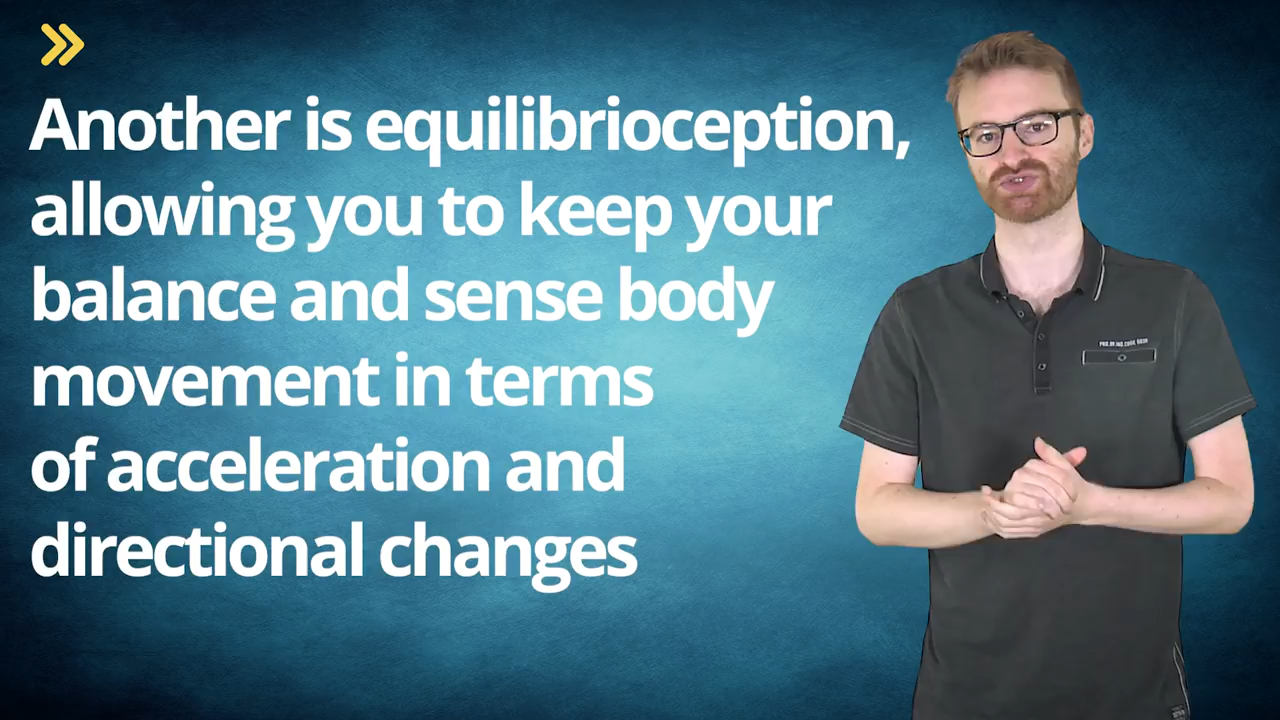 Another is equilibrioception,
allowing you to keep your
balance and sense body
movement in terms
of acceleration and
directional changes